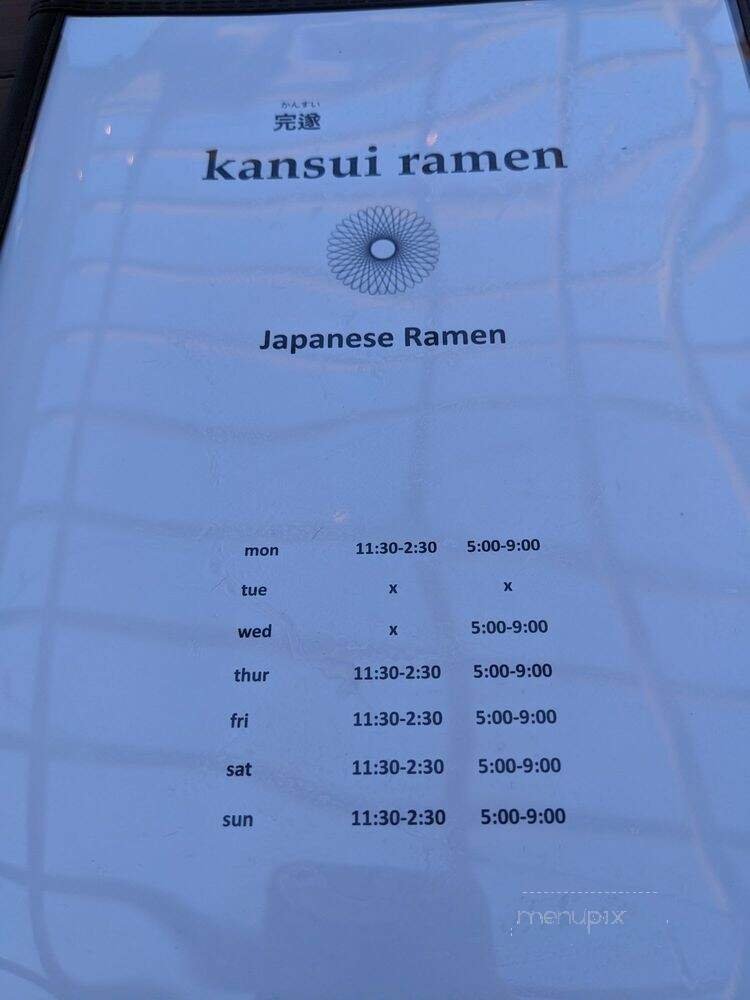 かんすい
完遂
kansui ramen
Japanese Ramen
mon 11:30-2:30 5:00-9:00
tue x x
wed x 5:00-9:00
thur 11:30-2:30 5:00-9:00
fri 11:30-2:30 5:00-9:00
sat 11:30-2:30 5:00-9:00
sun 11:30-2:30 5:00-9:00
menupix